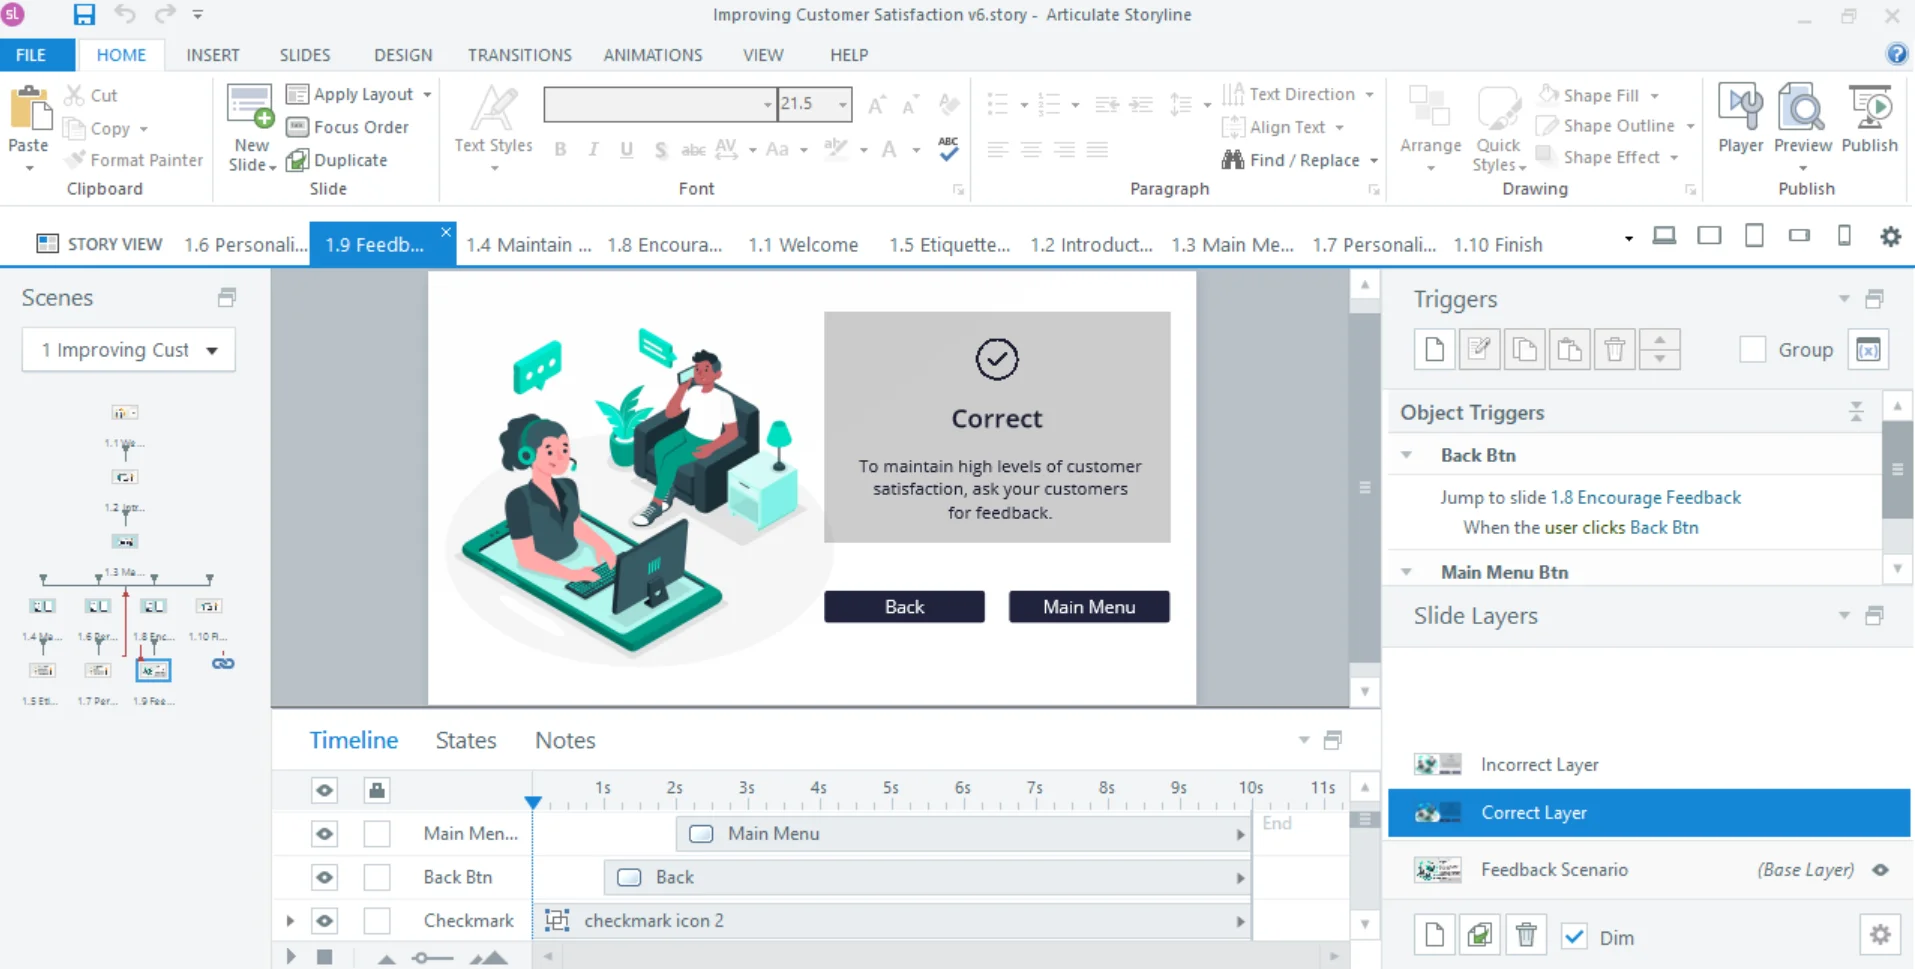 sl
Improving Customer Satisfaction v6.story - Articulate Storyline
FILE HOME INSERT SLIDES DESIGN TRANSITIONS ANIMATIONS VIEW HELP
Paste
Cut
Copy
Format Painter
Clipboard
New Slide
Apply Layout
Focus Order
Duplicate
Slide
Text Styles
21.5
B I U S abc AV Aa A
ABC
Font
Text Direction
Align Text
Find / Replace
Paragraph
Arrange
Quick Styles
Shape Fill
Shape Outline
Shape Effect
Drawing
Player Preview Publish
Publish
STORY VIEW 1.6 Personali... 1.9 Feedb... 1.4 Maintain ... 1.8 Encoura... 1.1 Welcome 1.5 Etiquette... 1.2 Introduct... 1.3 Main Me... 1.7 Personali... 1.10 Finish
Scenes
1 Improving Cust
1.1 We...
1.2 Intr...
1.3 Ma...
1.4 Ma... 1.6 Per... 1.8 Enc... 1.10 Fi...
1.5 Eti... 1.7 Per... 1.9 Fee...
Correct
To maintain high levels of customer
satisfaction, ask your customers
for feedback.
Back Main Menu
Triggers
Group
(x)
Object Triggers
Back Btn
Jump to slide 1.8 Encourage Feedback
When the user clicks Back Btn
Main Menu Btn
Slide Layers
Incorrect Layer
Correct Layer
Feedback Scenario (Base Layer)
Dim
Timeline States Notes
1s 2s 3s 4s 5s 6s 7s 8s 9s 10s 11s
Main Men... Main Menu End
Back Btn Back
Checkmark checkmark icon 2